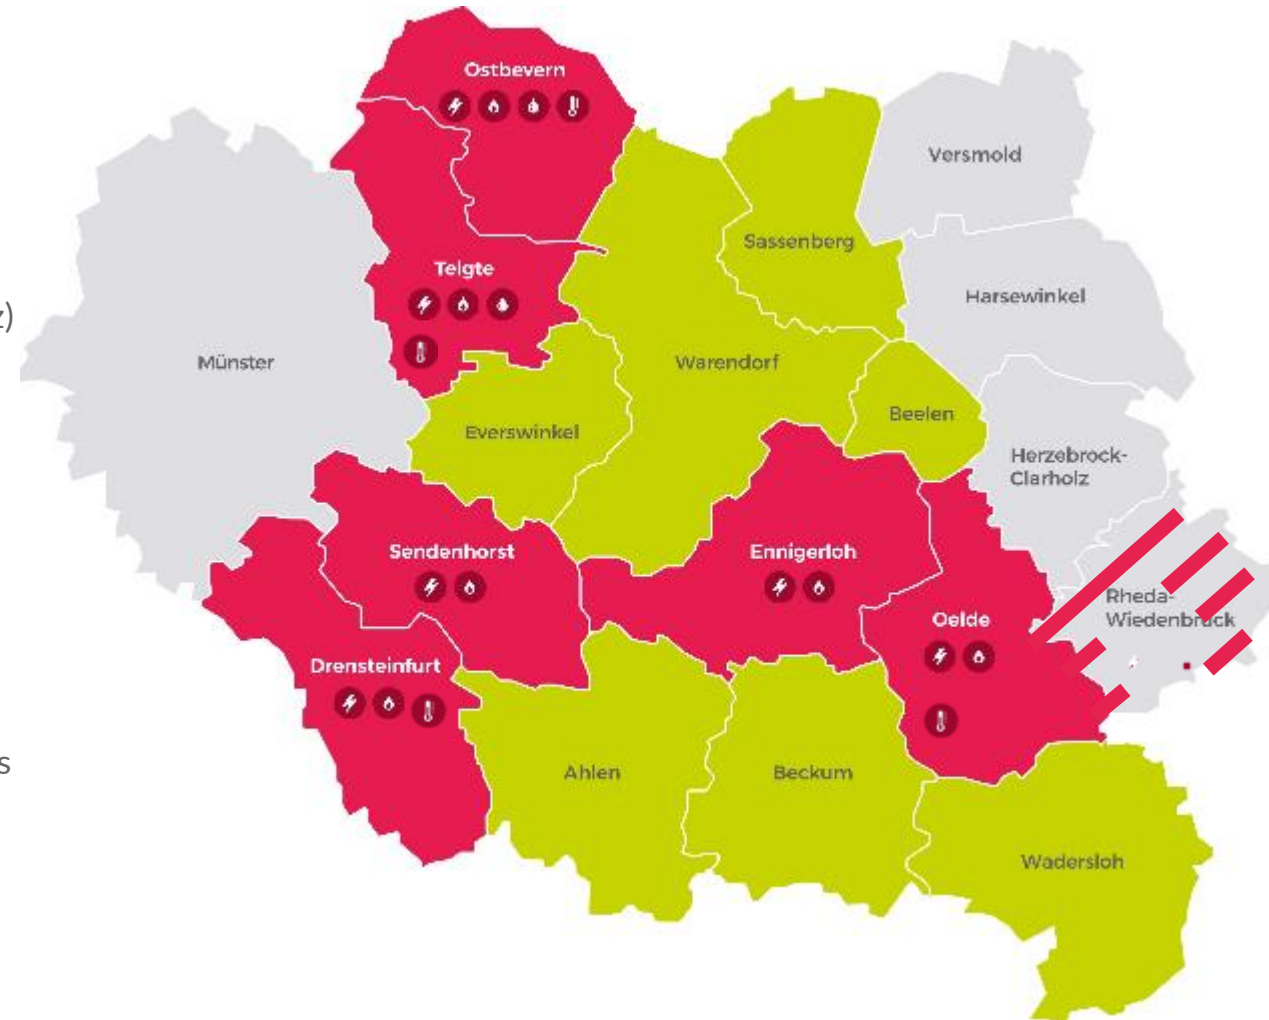 Ostbevern
Versmold
Sassenberg
Telgte
Harsewinkel
z)
Münster
Warendorf
Beelen
Everswinkel
Herzebrock-
Clarholz
Sendenhorst
Ennigerloh
Rheda-
Wiedenbrück
Oelde
Drensteinfurt
s
Ahlen
Beckum
Wadersloh